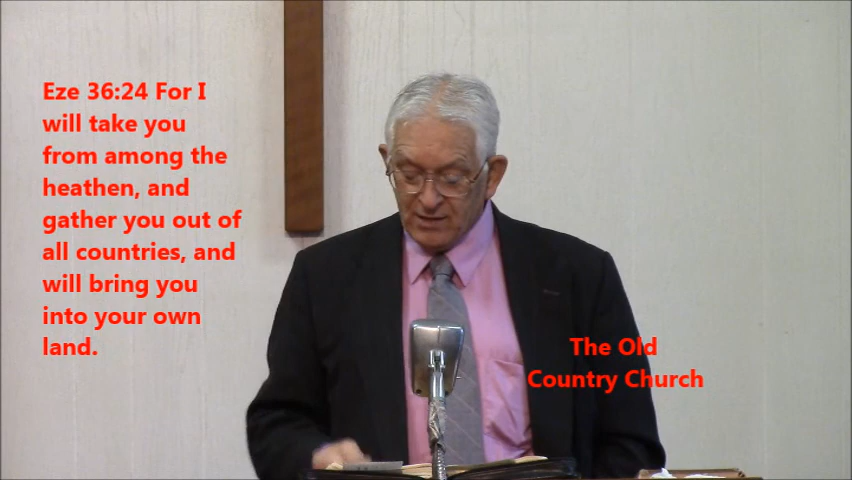 Eze 36:24 For I
will take you
from among the
heathen, and
gather you out of
all countries, and
will bring you
into your own
land.
The Old
Country Church